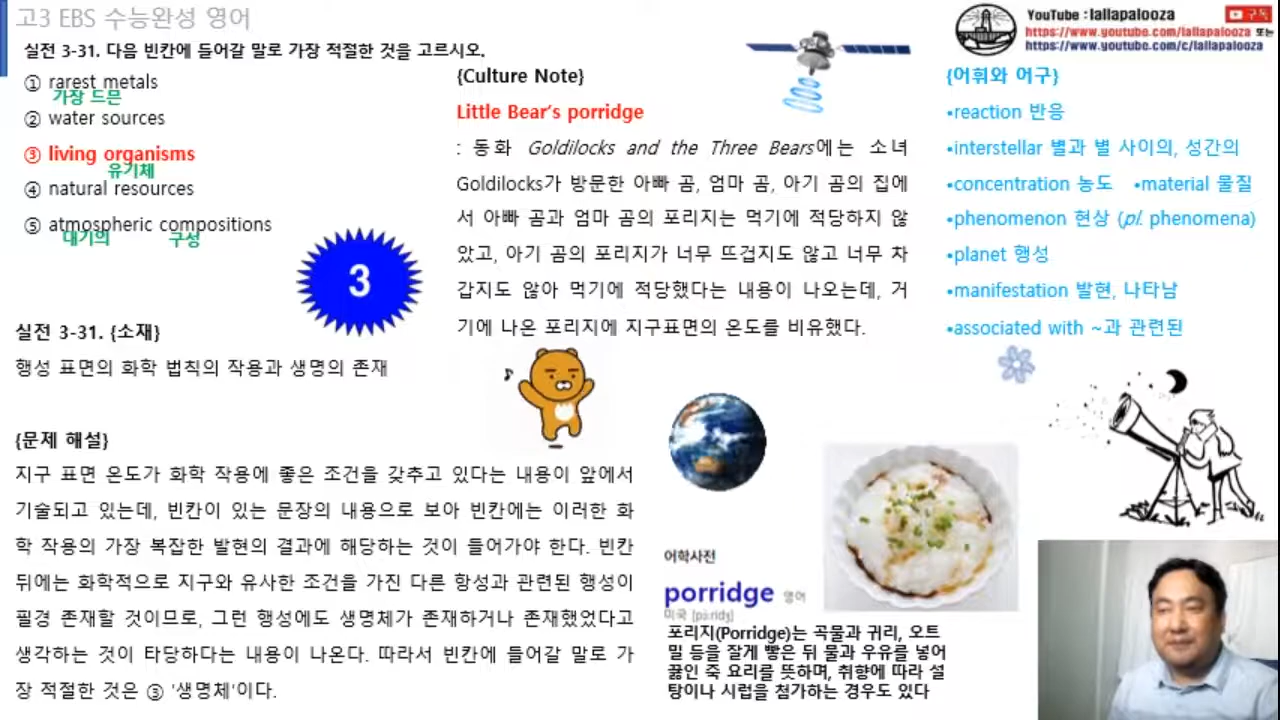 고3 EBS 수능완성 영어
실전 3-31. 다음 빈칸에 들어갈 말로 가장 적절한 것을 고르시오.
① rarest metals
가장 드믄
② water sources
③ living organisms
유기체
④ natural resources
⑤ atmospheric compositions
대기의 구성
3
실전 3-31. {소재}
행성 표면의 화학 법칙의 작용과 생명의 존재
{문제 해설}
지구 표면 온도가 화학 작용에 좋은 조건을 갖추고 있다는 내용이 앞에서
기술되고 있는데, 빈칸이 있는 문장의 내용으로 보아 빈칸에는 이러한 화
학 작용의 가장 복잡한 발현의 결과에 해당하는 것이 들어가야 한다. 빈칸
뒤에는 화학적으로 지구와 유사한 조건을 가진 다른 항성과 관련된 행성이
필경 존재할 것이므로, 그런 행성에도 생명체가 존재하거나 존재했었다고
생각하는 것이 타당하다는 내용이 나온다. 따라서 빈칸에 들어갈 말로 가
장 적절한 것은 ③ '생명체'이다.
{Culture Note}
Little Bear’s porridge
: 동화 Goldilocks and the Three Bears에는 소녀
Goldilocks가 방문한 아빠 곰, 엄마 곰, 아기 곰의 집에
서 아빠 곰과 엄마 곰의 포리지는 먹기에 적당하지 않
았고, 아기 곰의 포리지가 너무 뜨겁지도 않고 너무 차
갑지도 않아 먹기에 적당했다는 내용이 나오는데, 거
기에 나온 포리지에 지구표면의 온도를 비유했다.
어학사전
porridge 영어
미국 [pɔ:ridʒ]
포리지(Porridge)는 곡물과 귀리, 오트
밀 등을 잘게 빻은 뒤 물과 우유를 넣어
끓인 죽 요리를 뜻하며, 취향에 따라 설
탕이나 시럽을 첨가하는 경우도 있다
YouTube : lallapalooza
구독
https://www.youtube.com/lallapalooza 또는
https://www.youtube.com/c/lallapalooza
{어휘와 어구}
•reaction 반응
•interstellar 별과 별 사이의, 성간의
•concentration 농도 •material 물질
•phenomenon 현상 (pl. phenomena)
•planet 행성
•manifestation 발현, 나타남
•associated with ~과 관련된